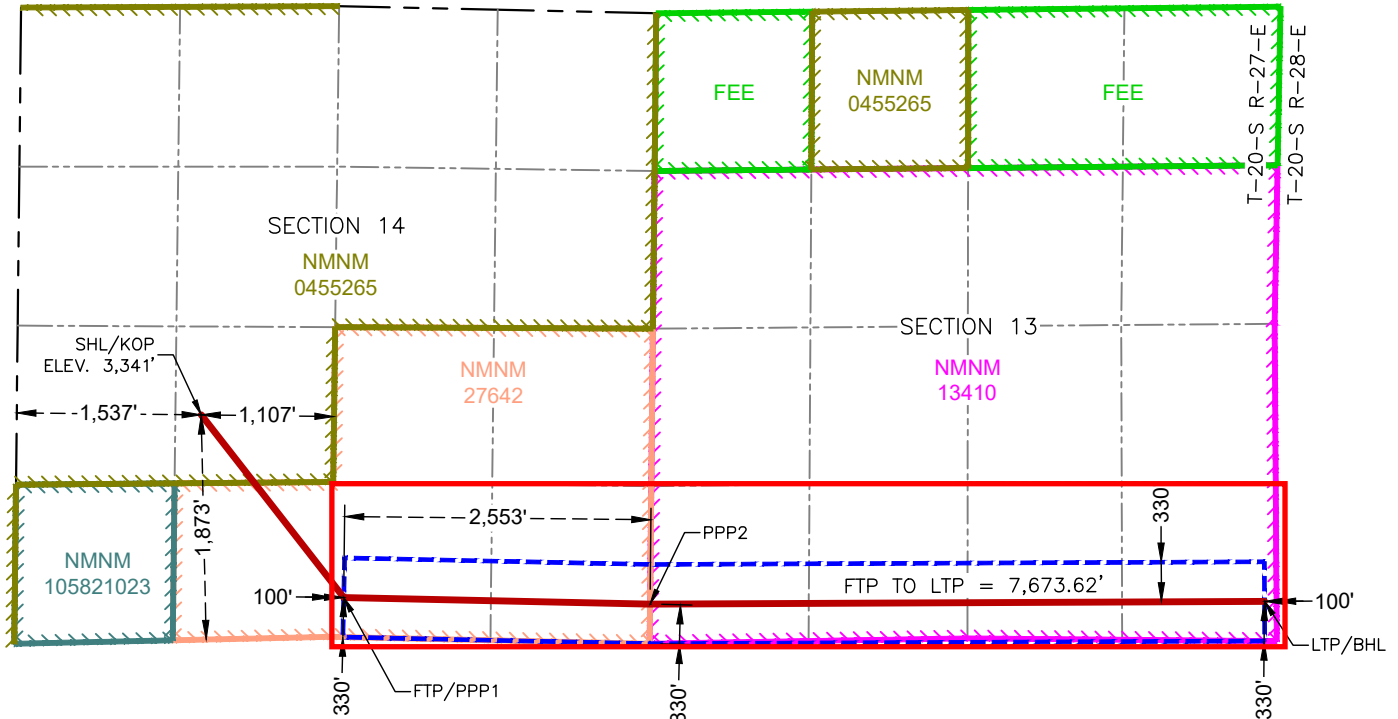 FEE
NMNM
0455265
FEE
T-20-S R-27-E
T-20-S R-28-E
SECTION 14
NMNM
0455265
SECTION 13
SHL/KOP
ELEV. 3,341'
NMNM
27642
NMNM
13410
1,537'
1,107'
1,873'
2,553'
PPP2
330
NMNM
105821023
FTP TO LTP = 7,673.62'
100'
100'
LTP/BHL
FTP/PPP1
330'
330'
330'